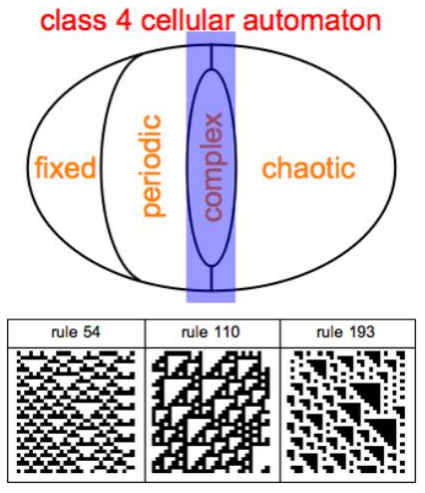 class 4 cellular automaton
fixed
periodic
complex
chaotic
rule 54
rule 110
rule 193